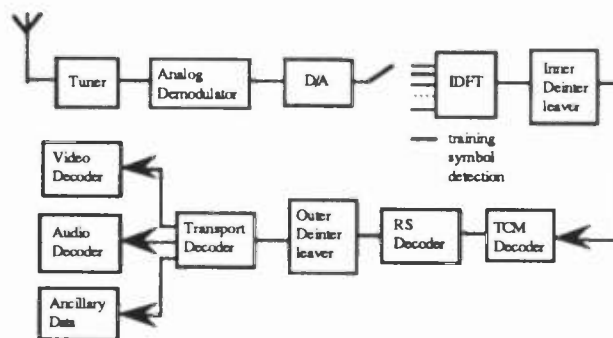 Tuner
Analog
Demodulator
D/A
IDFT
Inner
Deinter
leaver
training
symbol
detection
Video
Decoder
Audio
Decoder
Ancillary
Data
Transport
Decoder
Outer
Deinter
leaver
RS
Decoder
TCM
Decoder